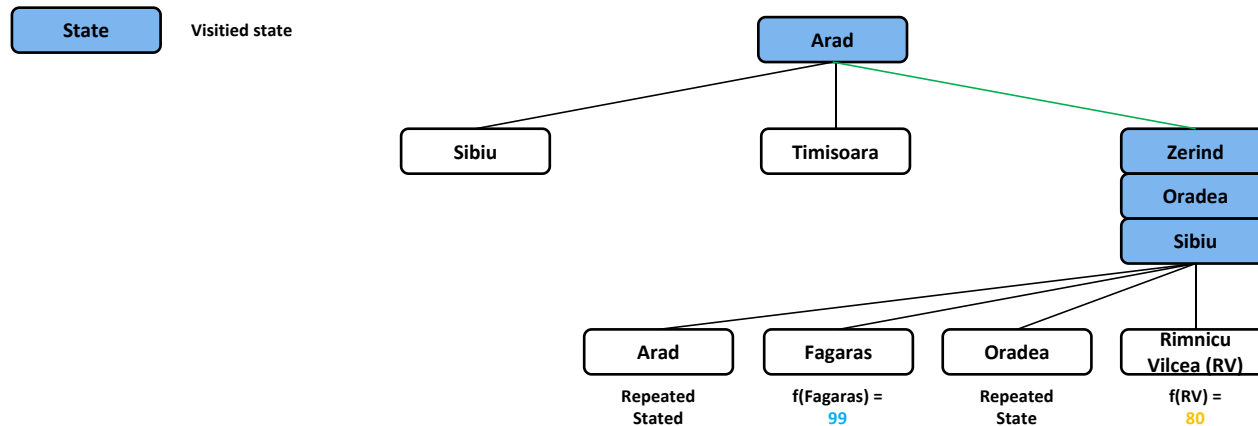 State
Visitied state
Arad
Sibiu
Timisoara
Zerind
Oradea
Sibiu
Arad
Fagaras
Oradea
Rimnicu
Vilcea (RV)
Repeated
Stated
f(Fagaras) =
99
Repeated
State
f(RV) =
80